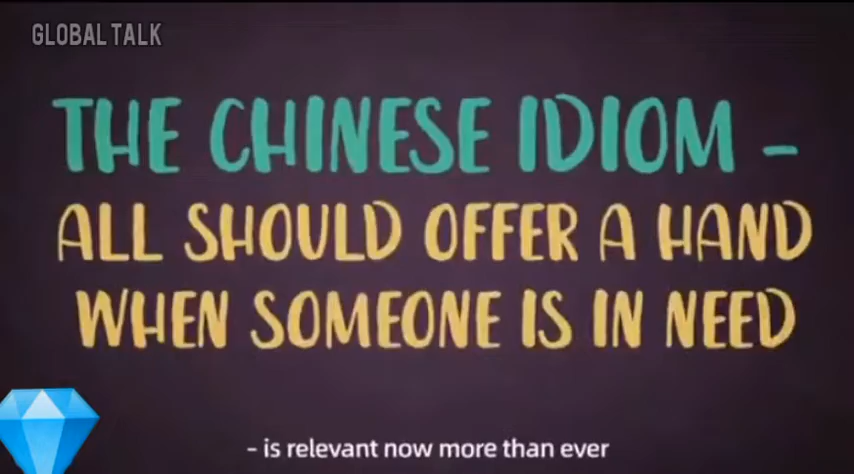 GLOBAL TALK
THE CHINESE IDIOM –
ALL SHOULD OFFER A HAND
WHEN SOMEONE IS IN NEED
– is relevant now more than ever